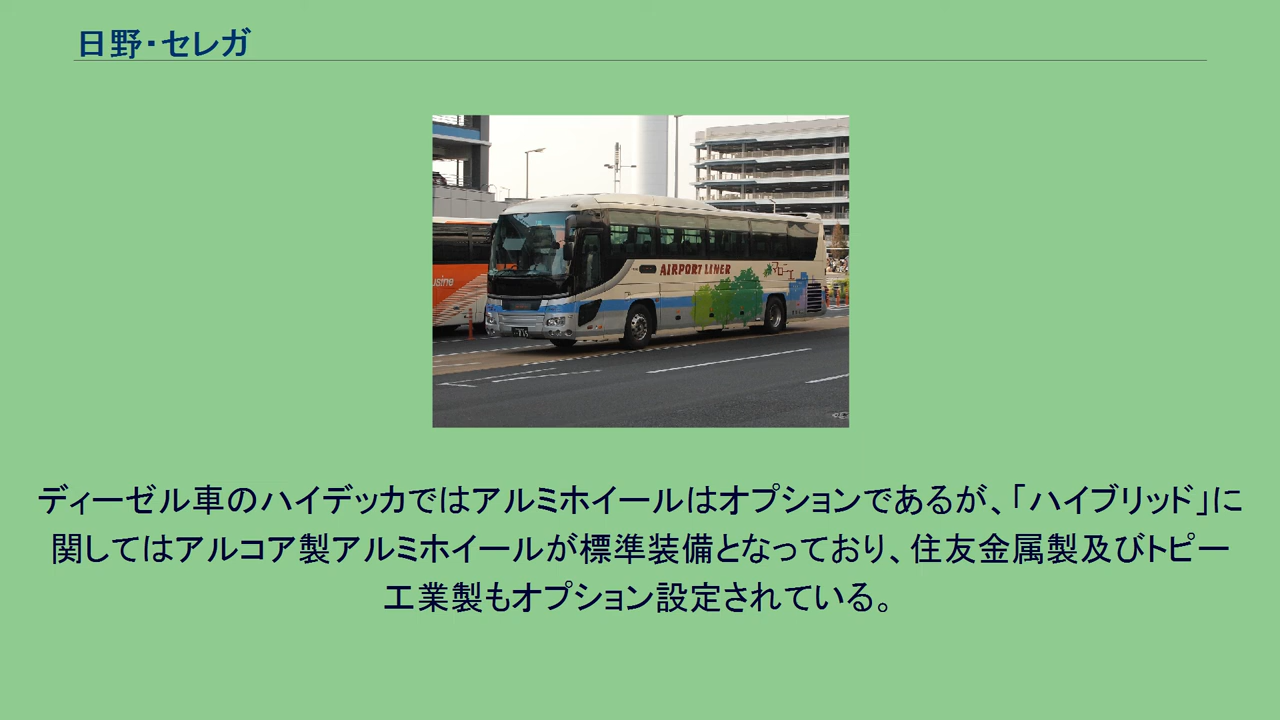 日野・セレガ
usine
AIRPORT LINER
マロニエ
ディーゼル車のハイデッカではアルミホイールはオプションであるが、「ハイブリッド」に
関してはアルコア製アルミホイールが標準装備となっており、住友金属製及びトピー
工業製もオプション設定されている。